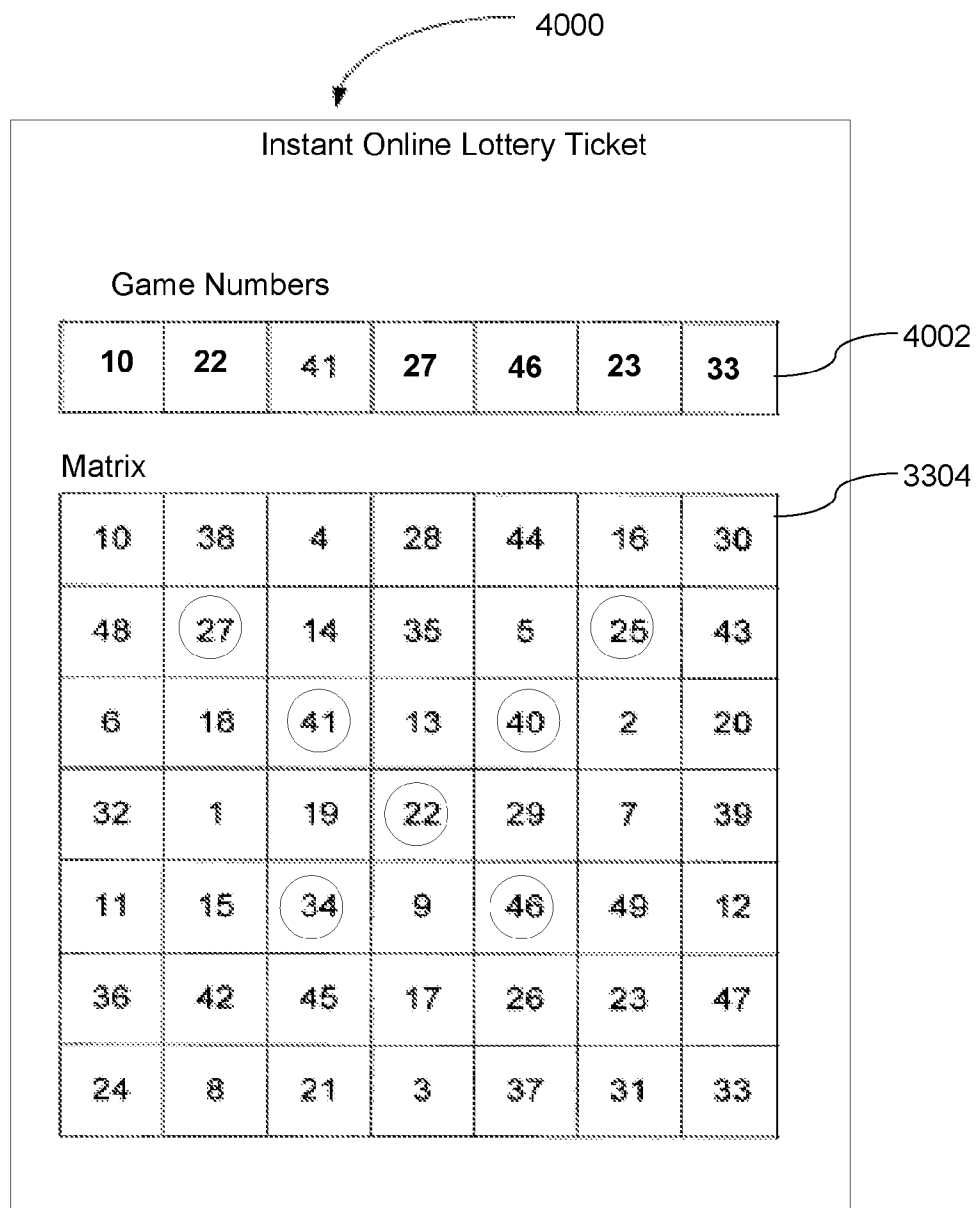 4000
Instant Online Lottery Ticket
Game Numbers
10 22 41 27 46 23 33
4002
Matrix
3304
10 38 4 28 44 16 30
48 27 14 35 5 25 43
6 18 41 13 40 2 20
32 1 19 22 29 7 39
11 15 34 9 46 49 12
36 42 45 17 26 23 47
24 8 21 3 37 31 33